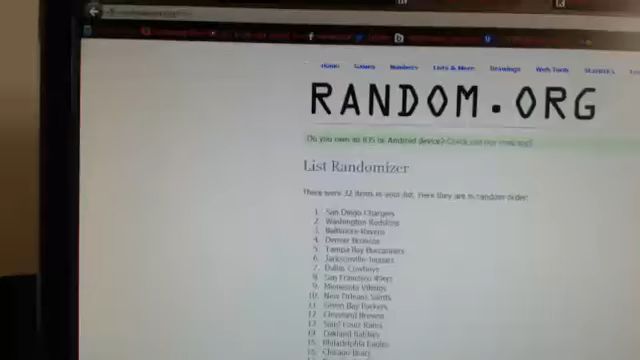 Home Games Numbers Lists & More Drawings Web Tools Statistics
RANDOM.ORG
Do you own an iOS or Android device? Check out our new app!
List Randomizer
There were 32 items in your list. Here they are in random order:
1. San Diego Chargers
2. Washington Redskins
3. Baltimore Ravens
4. Denver Broncos
5. Tampa Bay Buccaneers
6. Jacksonville Jaguars
7. Dallas Cowboys
8. San Francisco 49ers
9. Minnesota Vikings
10. New Orleans Saints
11. Green Bay Packers
12. Cleveland Browns
13. Saint Louis Rams
14. Oakland Raiders
15. Philadelphia Eagles
16. Chicago Bears